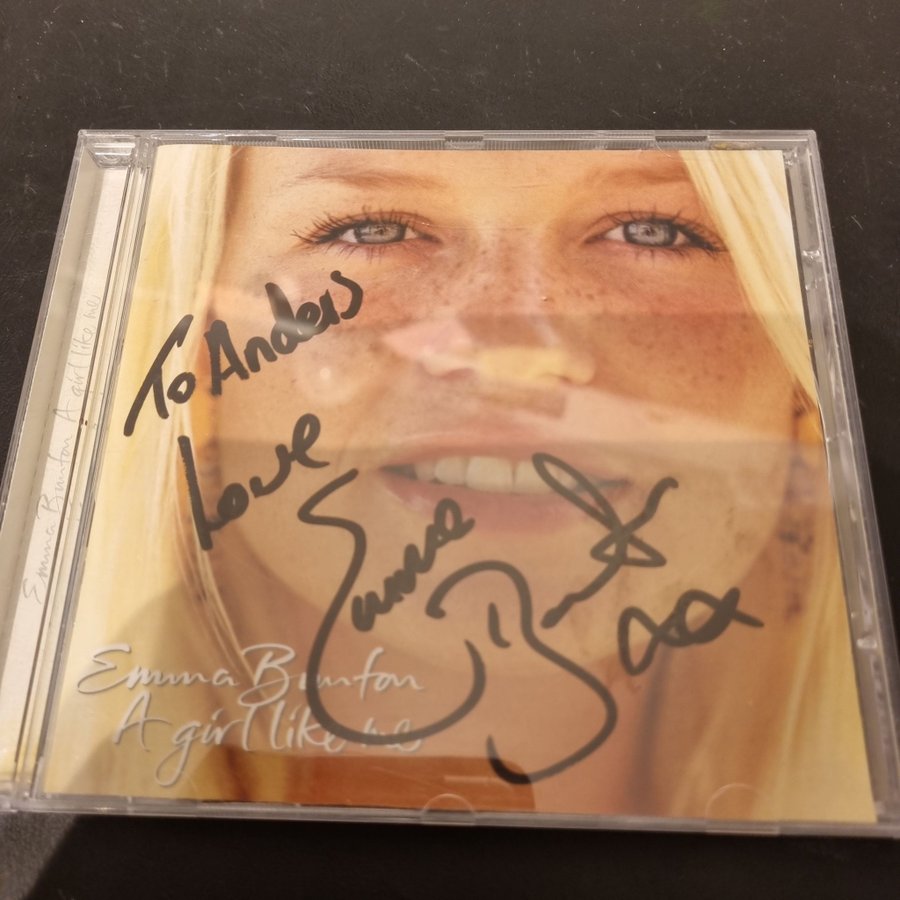 To Anders
Love
Emma Bunton xxx
Emma Bunton
A girl like me
Emma Bunton A girl like me